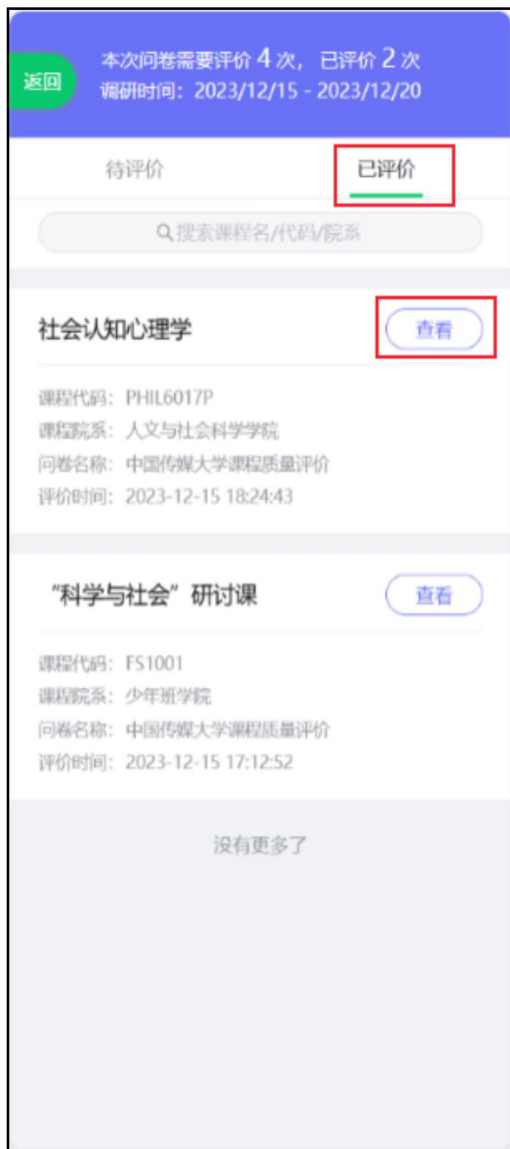 本次问卷需要评价 4 次，已评价 2 次
返回
调研时间：2023/12/15 - 2023/12/20
待评价
已评价
搜索课程名/代码/院系
社会认知心理学
查看
课程代码：PHIL6017P
课程院系：人文与社会科学学院
问卷名称：中国传媒大学课程质量评价
评价时间：2023-12-15 18:24:43
“科学与社会”研讨课
查看
课程代码：FS1001
课程院系：少年班学院
问卷名称：中国传媒大学课程质量评价
评价时间：2023-12-15 17:12:52
没有更多了